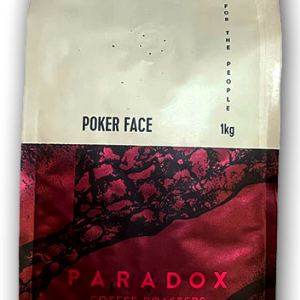 FOR THE PEOPLE
POKER FACE
1kg
PARADOX
COFFEE ROASTERS